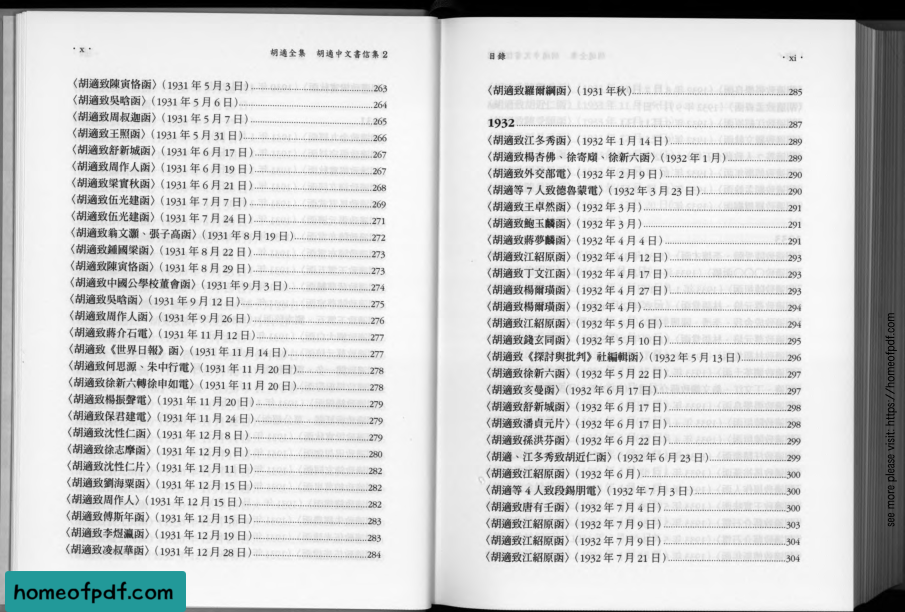 · x ·
胡適全集 胡適中文書信集 2
〈胡適致陳寅恪函〉(1931 年 5 月 3 日)……263
〈胡適致吳晗函〉(1931 年 5 月 6 日)……264
〈胡適致周叔迦函〉(1931 年 5 月 7 日)……265
〈胡適致王照函〉(1931 年 5 月 31 日)……266
〈胡適致舒新城函〉(1931 年 6 月 17 日)……267
〈胡適致周作人函〉(1931 年 6 月 19 日)……267
〈胡適致梁實秋函〉(1931 年 6 月 21 日)……268
〈胡適致伍光建函〉(1931 年 7 月 7 日)……269
〈胡適致伍光建函〉(1931 年 7 月 24 日)……271
〈胡適致翁文灝、張子高函〉(1931 年 8 月 19 日)……272
〈胡適致鍾國梁函〉(1931 年 8 月 22 日)……273
〈胡適致陳寅恪函〉(1931 年 8 月 29 日)……273
〈胡適致中國公學校董會函〉(1931 年 9 月 3 日)……274
〈胡適致吳晗函〉(1931 年 9 月 12 日)……275
〈胡適致周作人函〉(1931 年 9 月 26 日)……276
〈胡適致蔣介石電〉(1931 年 11 月 12 日)……277
〈胡適致《世界日報》函〉(1931 年 11 月 14 日)……277
〈胡適致何思源、朱中行電〉(1931 年 11 月 20 日)……278
〈胡適致徐新六轉徐申如電〉(1931 年 11 月 20 日)……278
〈胡適致楊振聲電〉(1931 年 11 月 20 日)……279
〈胡適致保君建電〉(1931 年 11 月 24 日)……279
〈胡適致沈性仁函〉(1931 年 12 月 8 日)……279
〈胡適致徐志摩函〉(1931 年 12 月 9 日)……280
〈胡適致沈性仁片〉(1931 年 12 月 11 日)……282
〈胡適致劉海粟函〉(1931 年 12 月 15 日)……282
〈胡適致周作人〉(1931 年 12 月 15 日)……282
〈胡適致傅斯年函〉(1931 年 12 月 15 日)……283
〈胡適致李煜瀛函〉(1931 年 12 月 19 日)……283
〈胡適致凌叔華函〉(1931 年 12 月 28 日)……284
目錄
· xi ·
〈胡適致羅爾綱函〉(1931 年秋)……285
1932……287
〈胡適致江冬秀函〉(1932 年 1 月 14 日)……289
〈胡適致楊杏佛、徐寄廎、徐新六函〉(1932 年 1 月)……289
〈胡適致外交部電〉(1932 年 2 月 9 日)……290
〈胡適等 7 人致德魯蒙電〉(1932 年 3 月 23 日)……290
〈胡適致王卓然函〉(1932 年 3 月)……291
〈胡適致鮑玉麟函〉(1932 年 3 月)……291
〈胡適致蔣夢麟函〉(1932 年 4 月 4 日)……291
〈胡適致江紹原函〉(1932 年 4 月 12 日)……293
〈胡適致丁文江函〉(1932 年 4 月 17 日)……293
〈胡適致楊爾璜函〉(1932 年 4 月 27 日)……293
〈胡適致楊爾璜函〉(1932 年 4 月)……294
〈胡適致江紹原函〉(1932 年 5 月 6 日)……294
〈胡適致錢玄同函〉(1932 年 5 月 10 日)……295
〈胡適致《探討與批判》社編輯函〉(1932 年 5 月 13 日)……296
〈胡適致徐新六函〉(1932 年 5 月 22 日)……297
〈胡適致亥曼函〉(1932 年 6 月 17 日)……297
〈胡適致舒新城函〉(1932 年 6 月 17 日)……298
〈胡適致潘貞元片〉(1932 年 6 月 17 日)……298
〈胡適致孫洪芬函〉(1932 年 6 月 22 日)……299
〈胡適、江冬秀致胡近仁函〉(1932 年 6 月 23 日)……299
〈胡適致江紹原函〉(1932 年 6 月)……300
〈胡適等 4 人致段錫朋電〉(1932 年 7 月 3 日)……300
〈胡適致唐有壬函〉(1932 年 7 月 4 日)……300
〈胡適致江紹原函〉(1932 年 7 月 9 日)……303
〈胡適致江紹原函〉(1932 年 7 月 9 日)……304
〈胡適致江紹原函〉(1932 年 7 月 21 日)……304
see more please visit: https://homeofpdf.com
homeofpdf.com